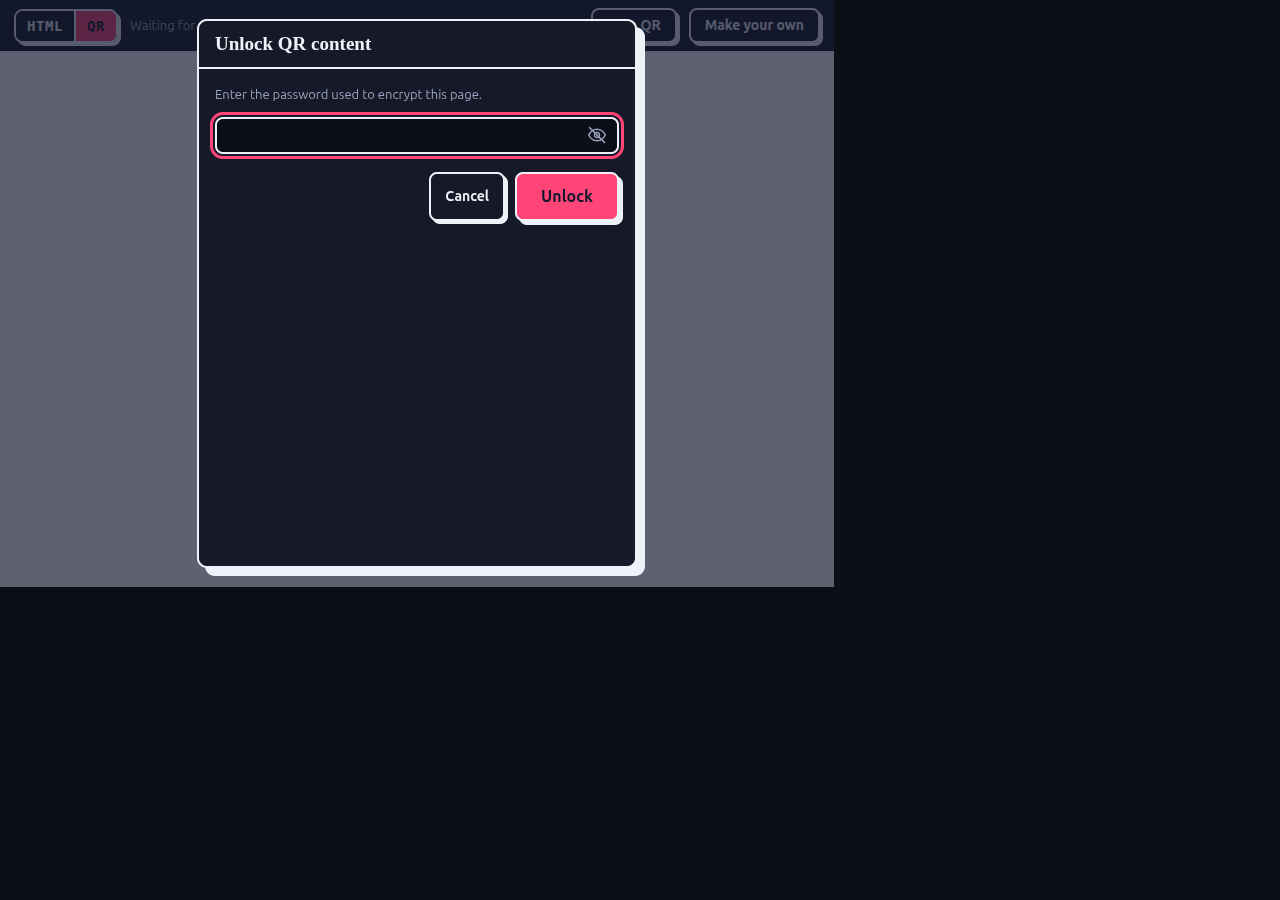 HTML QR Waiting for QR Make your own
Unlock QR content
Enter the password used to encrypt this page.
Cancel Unlock